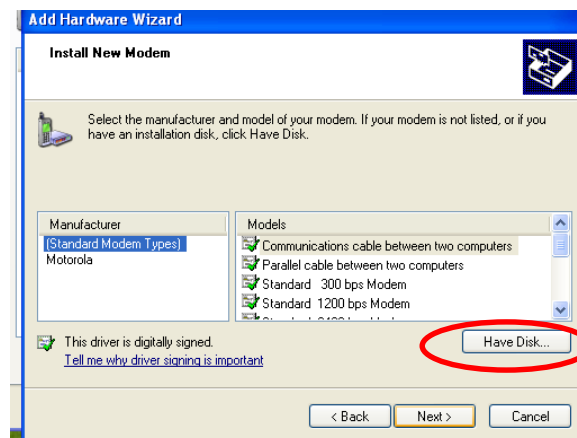 Add Hardware Wizard
Install New Modem
Select the manufacturer and model of your modem. If your modem is not listed, or if you
have an installation disk, click Have Disk.
Manufacturer
(Standard Modem Types)
Motorola
Models
Communications cable between two computers
Parallel cable between two computers
Standard 300 bps Modem
Standard 1200 bps Modem
This driver is digitally signed.
Tell me why driver signing is important
Have Disk...
< Back
Next >
Cancel